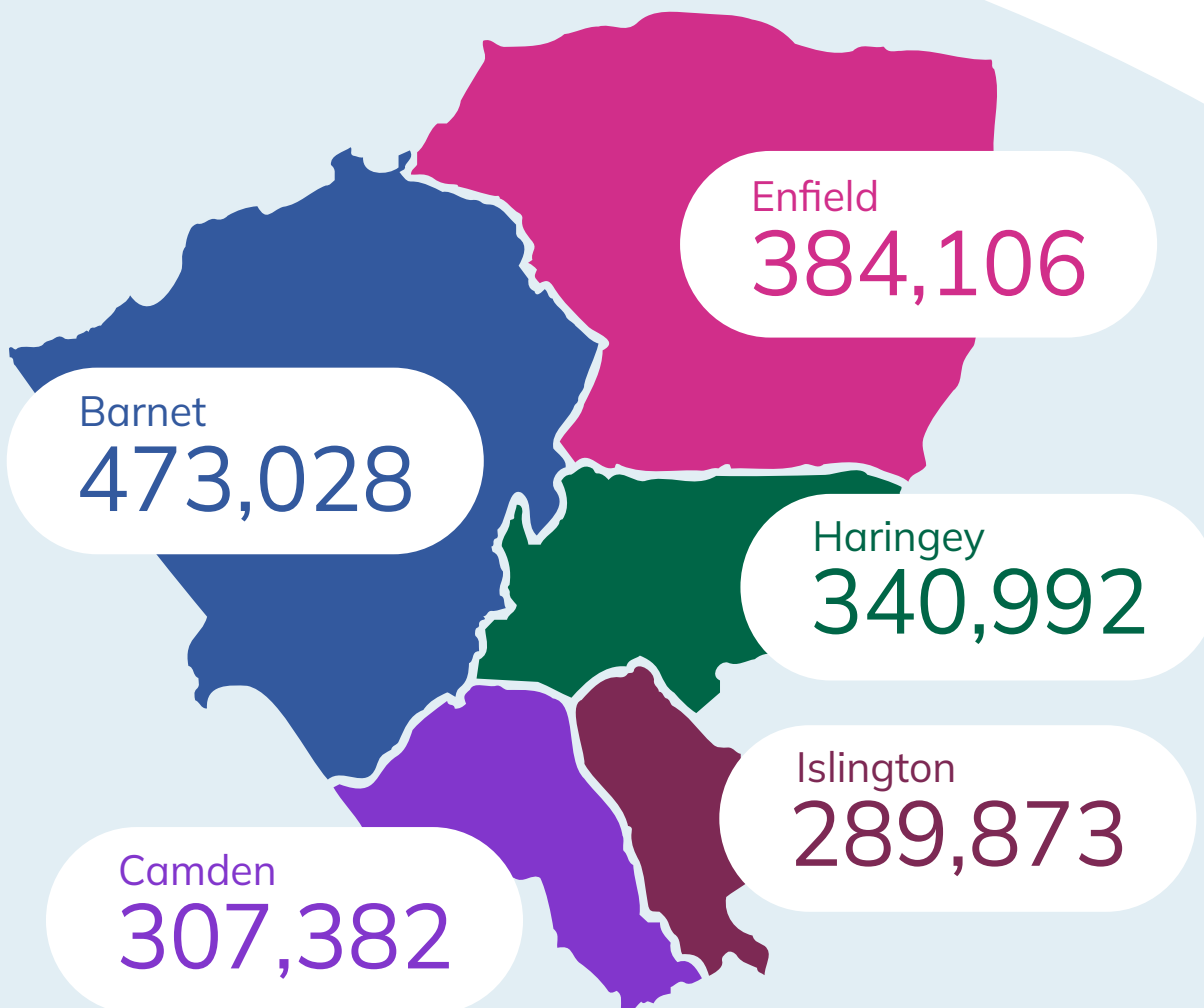 Enfield
384,106
Barnet
473,028
Haringey
340,992
Islington
289,873
Camden
307,382